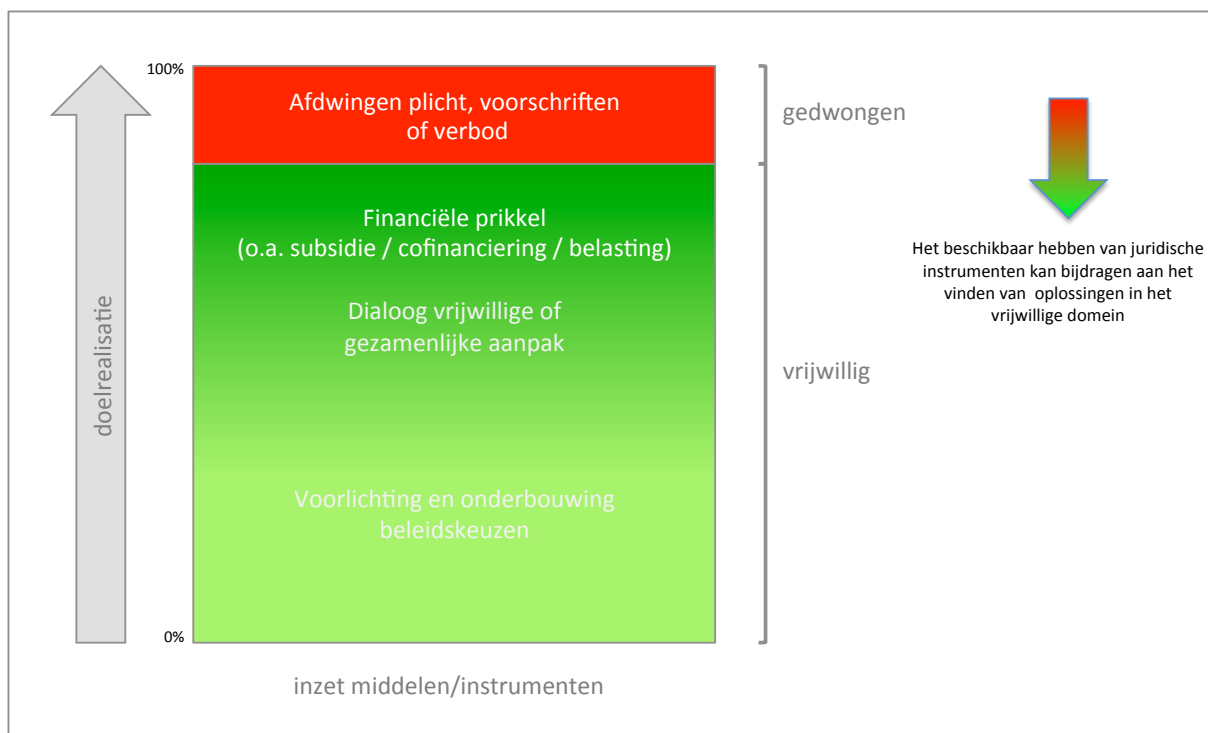 100%
Afdwingen plicht, voorschriften
of verbod
gedwongen
Financiële prikkel
(o.a. subsidie / cofinanciering / belasting)
Dialoog vrijwillige of
gezamenlijke aanpak
Voorlichting en onderbouwing
beleidskeuzen
vrijwillig
Het beschikbaar hebben van juridische
instrumenten kan bijdragen aan het
vinden van oplossingen in het
vrijwillige domein
doelrealisatie
0%
inzet middelen/instrumenten